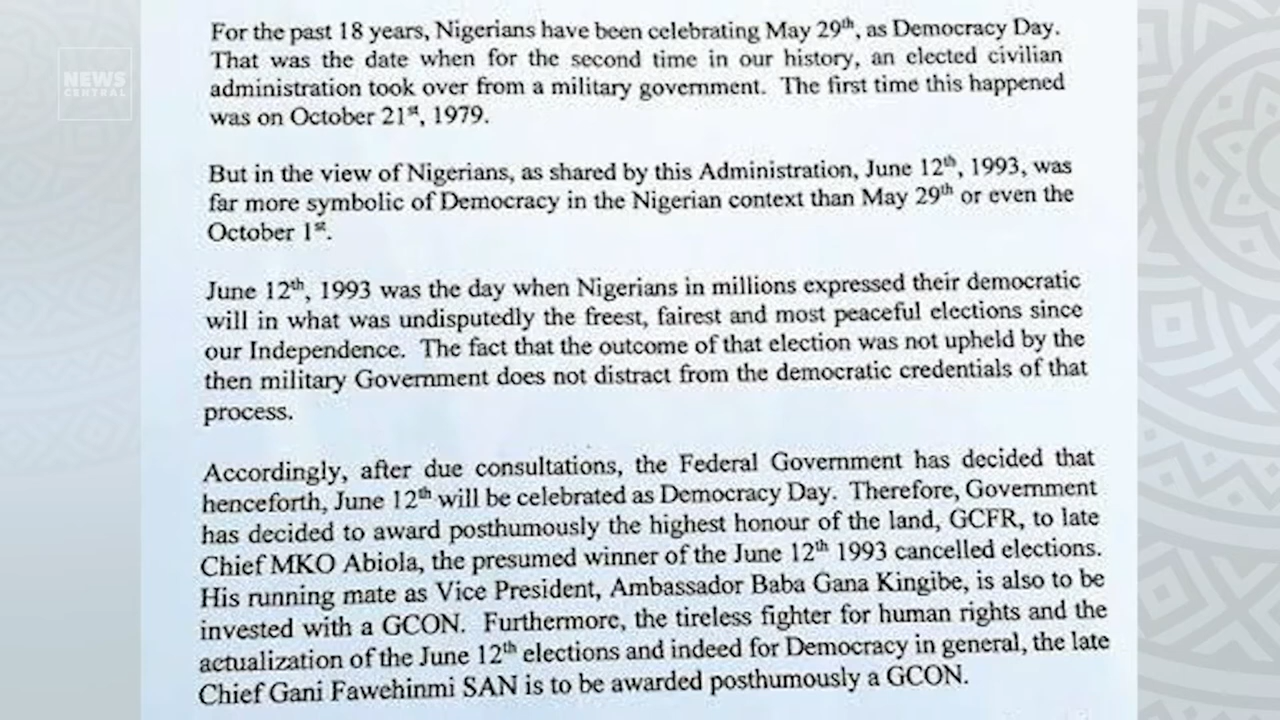 NEWS
CENTRAL
For the past 18 years, Nigerians have been celebrating May 29th, as Democracy Day.
That was the date when for the second time in our history, an elected civilian
administration took over from a military government. The first time this happened
was on October 21st, 1979.
But in the view of Nigerians, as shared by this Administration, June 12th, 1993, was
far more symbolic of Democracy in the Nigerian context than May 29th or even the
October 1st.
June 12th, 1993 was the day when Nigerians in millions expressed their democratic
will in what was undisputedly the freest, fairest and most peaceful elections since
our Independence. The fact that the outcome of that election was not upheld by the
then military Government does not distract from the democratic credentials of that
process.
Accordingly, after due consultations, the Federal Government has decided that
henceforth, June 12th will be celebrated as Democracy Day. Therefore, Government
has decided to award posthumously the highest honour of the land, GCFR, to late
Chief MKO Abiola, the presumed winner of the June 12th 1993 cancelled elections.
His running mate as Vice President, Ambassador Baba Gana Kingibe, is also to be
invested with a GCON. Furthermore, the tireless fighter for human rights and the
actualization of the June 12th elections and indeed for Democracy in general, the late
Chief Gani Fawehinmi SAN is to be awarded posthumously a GCON.